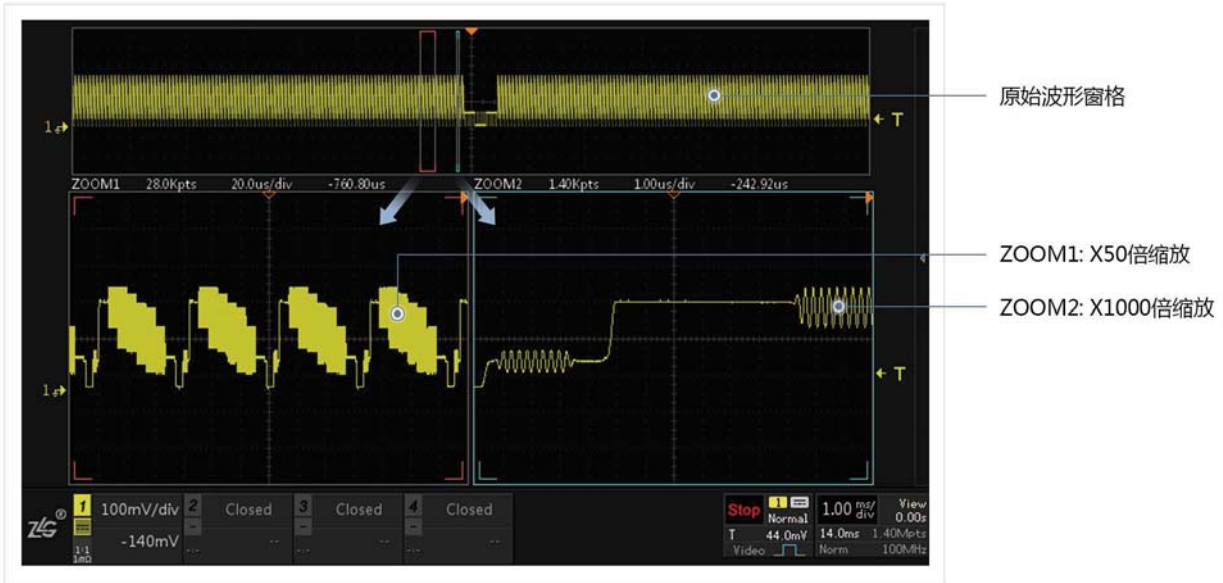 原始波形窗格
1
T
ZOOM1 28.0Kpts 20.0us/div -760.80us
ZOOM2 1.40Kpts 1.00us/div -242.92us
ZOOM1: X50倍缩放
ZOOM2: X1000倍缩放
1
T
ZLG®
1 100mV/div
-140mV
1:1
1mΩ
2 Closed
-:- --
3 Closed
-:- --
4 Closed
-:- --
Stop 1 Normal
T 44.0mV
Video
1.00 ms/div View 0.00s
14.0ms 1.40Mpts
Norm 100MHz